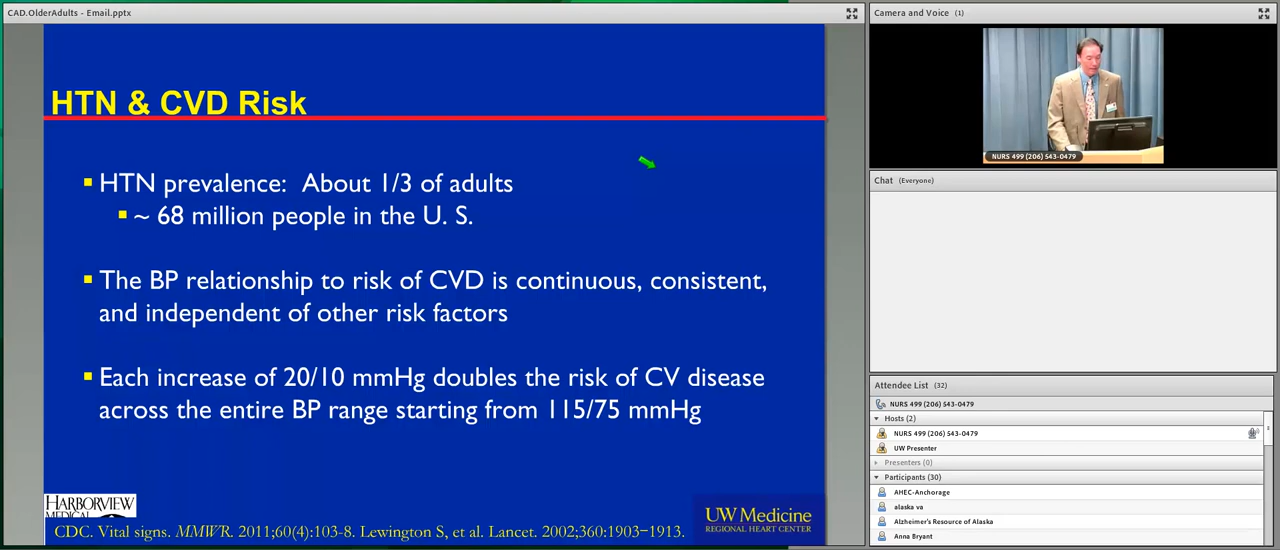 CAD.OlderAdults - Email.pptx
HTN & CVD Risk
HTN prevalence: About 1/3 of adults
~ 68 million people in the U. S.
The BP relationship to risk of CVD is continuous, consistent,
and independent of other risk factors
Each increase of 20/10 mmHg doubles the risk of CV disease
across the entire BP range starting from 115/75 mmHg
HARBORVIEW
MEDICAL
UW Medicine
REGIONAL HEART CENTER
CDC. Vital signs. MMWR. 2011;60(4):103-8. Lewington S, et al. Lancet. 2002;360:1903−1913.
Camera and Voice (1)
NURS 499 (206) 543-0479
Chat (Everyone)
Attendee List (32)
NURS 499 (206) 543-0479
Hosts (2)
NURS 499 (206) 543-0479
UW Presenter
Presenters (0)
Participants (30)
AHEC-Anchorage
alaska va
Alzheimer's Resource of Alaska
Anna Bryant